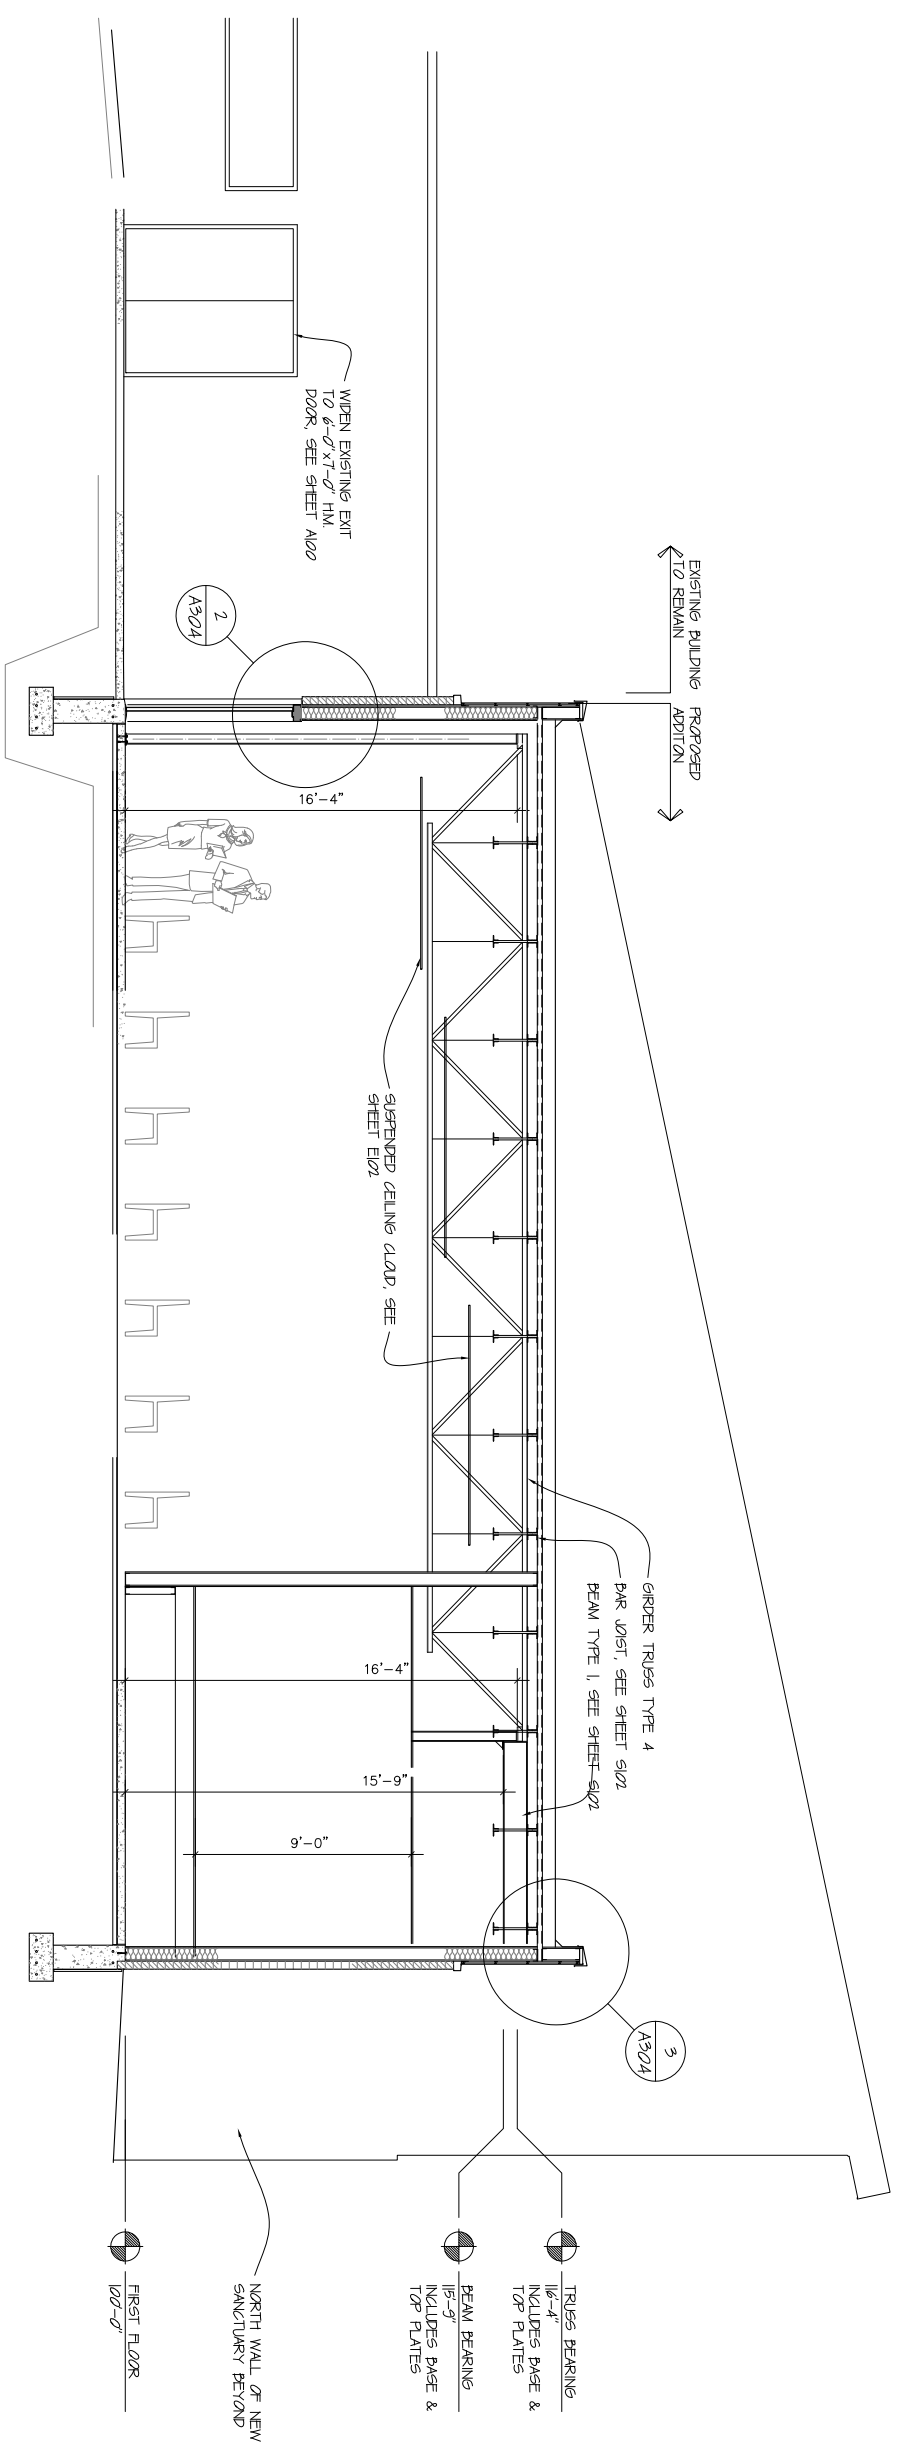 WIDEN EXISTING EXIT
TO 6'-0"x7'-0" H.M.
DOOR, SEE SHEET A100
EXISTING BUILDING
TO REMAIN
PROPOSED
ADDITON
2
A304
16'-4"
SUSPENDED CEILING CLOUD, SEE
SHEET E102
GIRDER TRUSS TYPE 4
BAR JOIST, SEE SHEET S102
BEAM TYPE 1, SEE SHEET S102
16'-4"
15'-9"
9'-0"
3
A304
TRUSS BEARING
116'-4"
INCLUDES BASE &
TOP PLATES
BEAM BEARING
115'-9"
INCLUDES BASE &
TOP PLATES
NORTH WALL OF NEW
SANCTUARY BEYOND
FIRST FLOOR
100'-0"